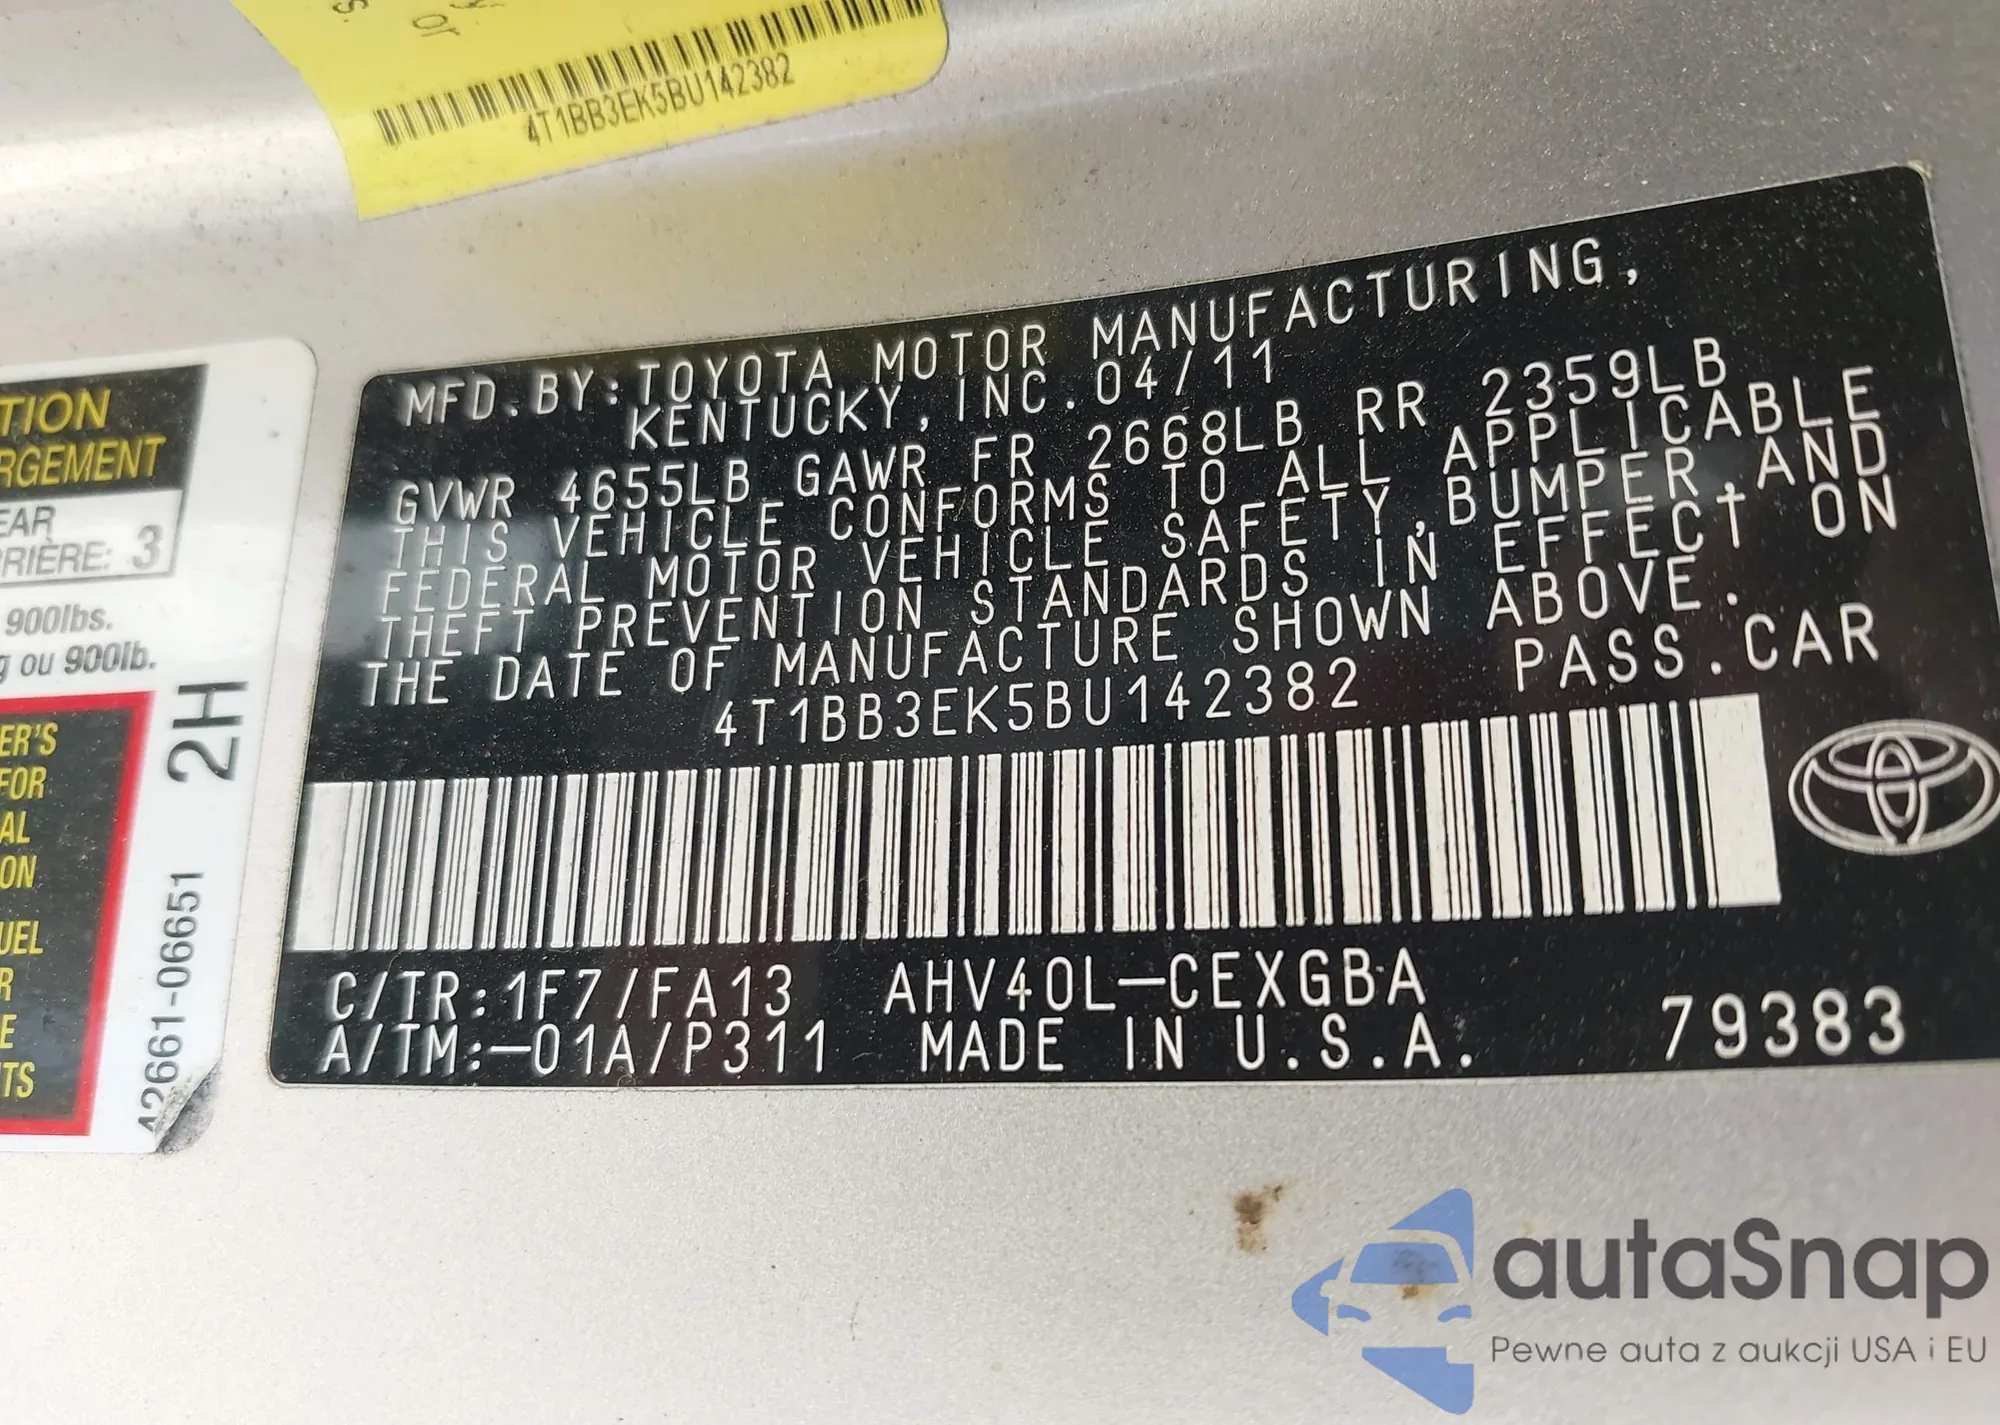 or
4T1BB3EK5BU142382
MFD.BY:TOYOTA MOTOR MANUFACTURING,
KENTUCKY, INC.04/11
GVWR 4655LB GAWR FR 2668LB RR 2359LB
THIS VEHICLE CONFORMS TO ALL APPLICABLE
FEDERAL MOTOR VEHICLE SAFETY,BUMPER,AND
THEFT PREVENTION STANDARDS IN EFFECT ON
THE DATE OF MANUFACTURE SHOWN ABOVE.
4T1BB3EK5BU142382 PASS.CAR
C/TR:1F7/FA13 AHV40L-CEXGBA
A/TM:-01A/P311 MADE IN U.S.A. 79383
TION
RGEMENT
EAR
RRIÈRE: 3
900lbs.
g ou 900lb.
ER'S
FOR
AL
ON
UEL
R
E
TS
2H
42661-06651
autaSnap
Pewne auta z aukcji USA i EU